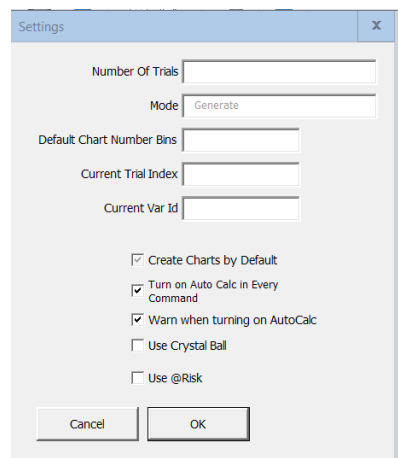 Settings
x
Number Of Trials
Mode Generate
Default Chart Number Bins
Current Trial Index
Current Var Id
Create Charts by Default
Turn on Auto Calc in Every
Command
Warn when turning on AutoCalc
Use Crystal Ball
Use @Risk
Cancel OK